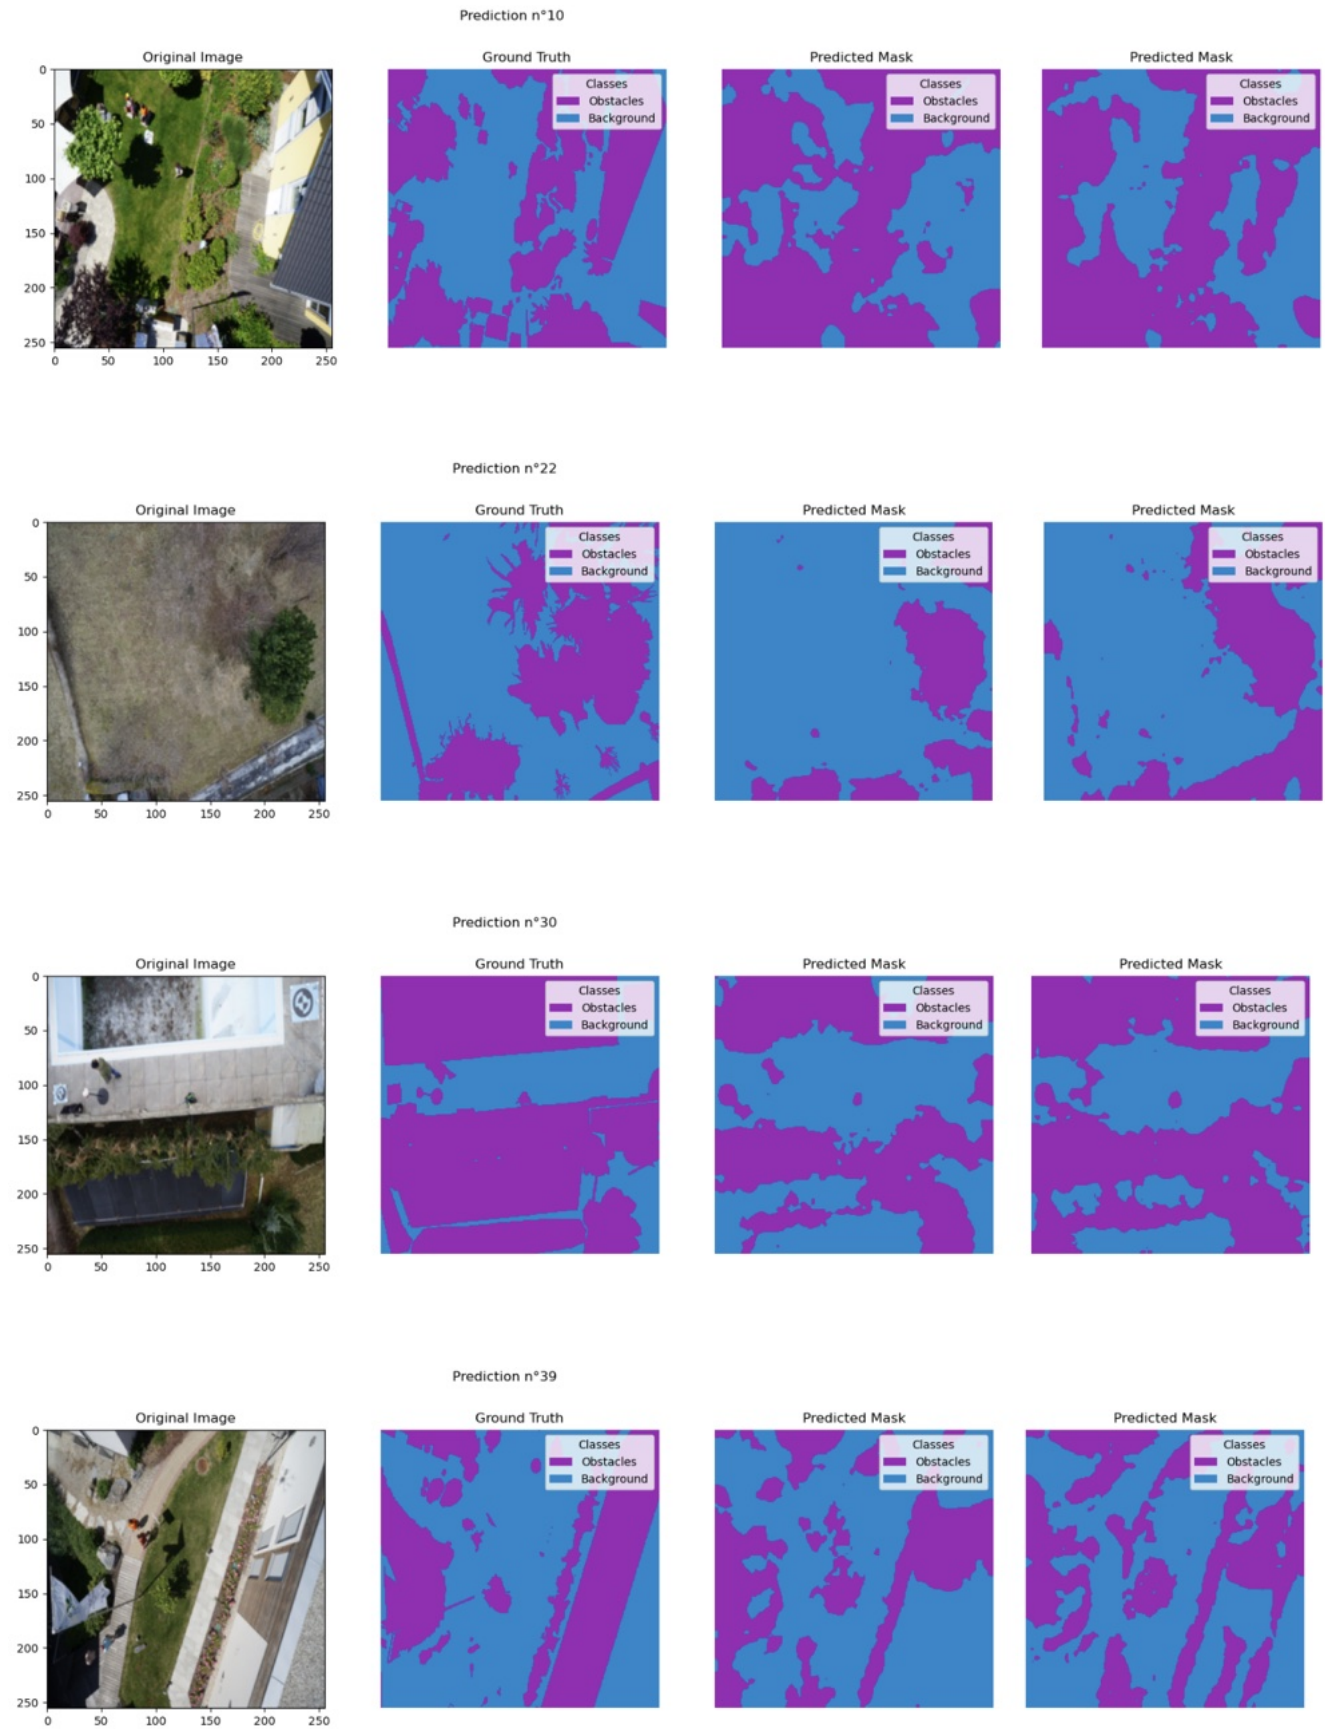 Prediction n°10
Original Image
Ground Truth
Predicted Mask
Predicted Mask
0
50
100
150
200
250
0 50 100 150 200 250
Classes
Obstacles
Background
Classes
Obstacles
Background
Classes
Obstacles
Background
Prediction n°22
Original Image
Ground Truth
Predicted Mask
Predicted Mask
0
50
100
150
200
250
0 50 100 150 200 250
Classes
Obstacles
Background
Classes
Obstacles
Background
Classes
Obstacles
Background
Prediction n°30
Original Image
Ground Truth
Predicted Mask
Predicted Mask
0
50
100
150
200
250
0 50 100 150 200 250
Classes
Obstacles
Background
Classes
Obstacles
Background
Classes
Obstacles
Background
Prediction n°39
Original Image
Ground Truth
Predicted Mask
Predicted Mask
0
50
100
150
200
250
0 50 100 150 200 250
Classes
Obstacles
Background
Classes
Obstacles
Background
Classes
Obstacles
Background